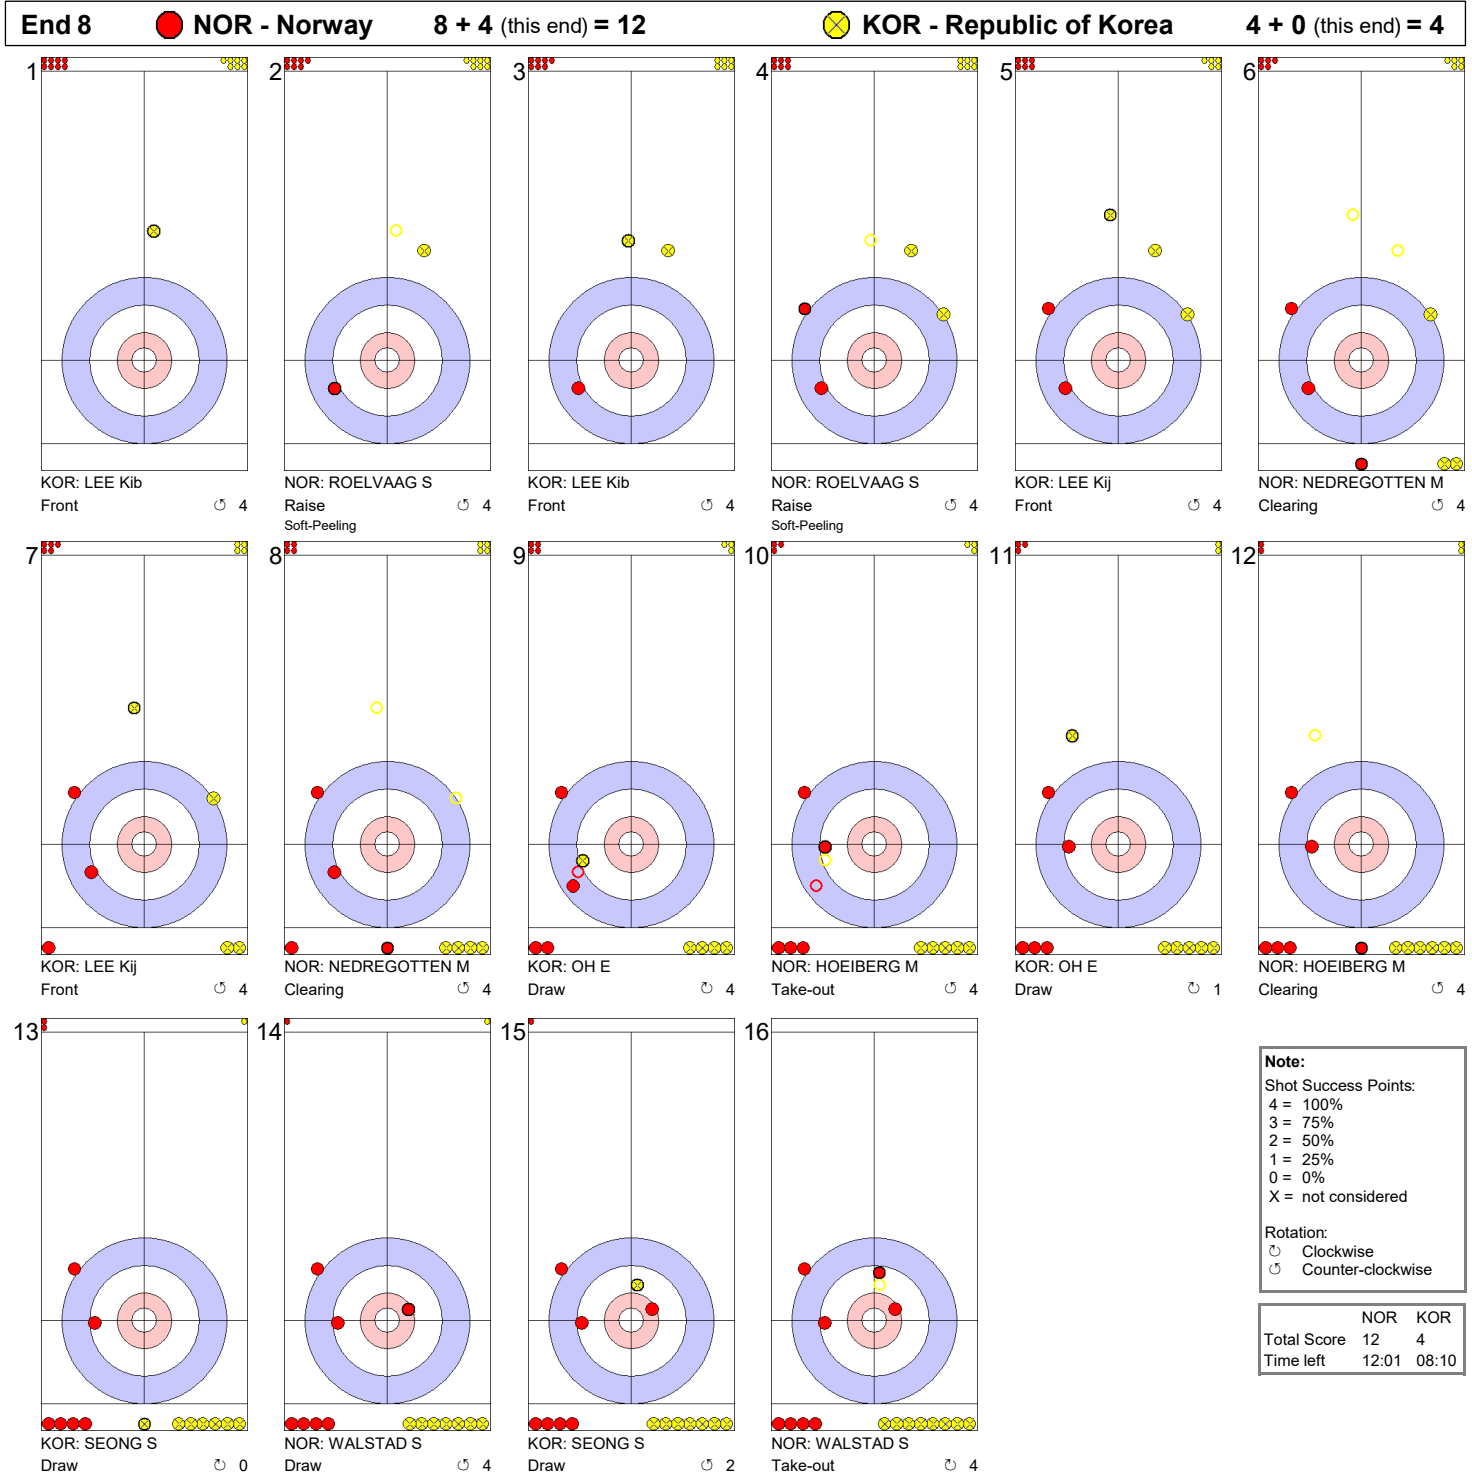 End 8 NOR - Norway 8 + 4 (this end) = 12 KOR - Republic of Korea 4 + 0 (this end) = 4
1 2 3 4 5 6
KOR: LEE Kib NOR: ROELVAAG S KOR: LEE Kib NOR: ROELVAAG S KOR: LEE Kij NOR: NEDREGOTTEN M
Front ↺ 4 Raise ↺ 4 Front ↺ 4 Raise ↺ 4 Front ↺ 4 Clearing ↺ 4
Soft-Peeling Soft-Peeling
7 8 9 10 11 12
KOR: LEE Kij NOR: NEDREGOTTEN M KOR: OH E NOR: HOEIBERG M KOR: OH E NOR: HOEIBERG M
Front ↺ 4 Clearing ↺ 4 Draw ↻ 4 Take-out ↺ 4 Draw ↻ 1 Clearing ↺ 4
13 14 15 16
KOR: SEONG S NOR: WALSTAD S KOR: SEONG S NOR: WALSTAD S
Draw ↻ 0 Draw ↺ 4 Draw ↺ 2 Take-out ↻ 4
Note:
Shot Success Points:
4 = 100%
3 = 75%
2 = 50%
1 = 25%
0 = 0%
X = not considered
Rotation:
↻ Clockwise
↺ Counter-clockwise
NOR KOR
Total Score 12 4
Time left 12:01 08:10